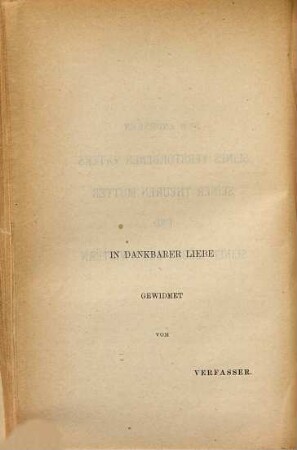 IN DANKBARER LIEBE
GEWIDMET
VOM
VERFASSER.